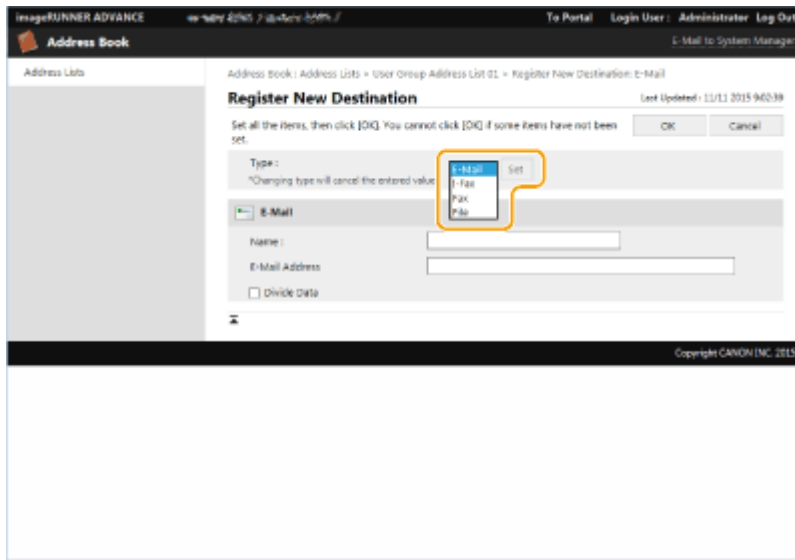 imageRUNNER ADVANCE
To Portal Login User : Administrator Log Out
Address Book
E-Mail to System Manager
Address Lists
Address Book : Address Lists > User Group Address List 01 > Register New Destination: E-Mail
Register New Destination
Last Updated : 11/11 2015 9:02:39
Set all the items, then click [OK]. You cannot click [OK] if some items have not been
set.
OK Cancel
Type :
*Changing type will cancel the entered value
E-Mail Set
I-Fax
Fax
File
E-Mail
Name :
E-Mail Address
Divide Data
Copyright CANON INC. 2015